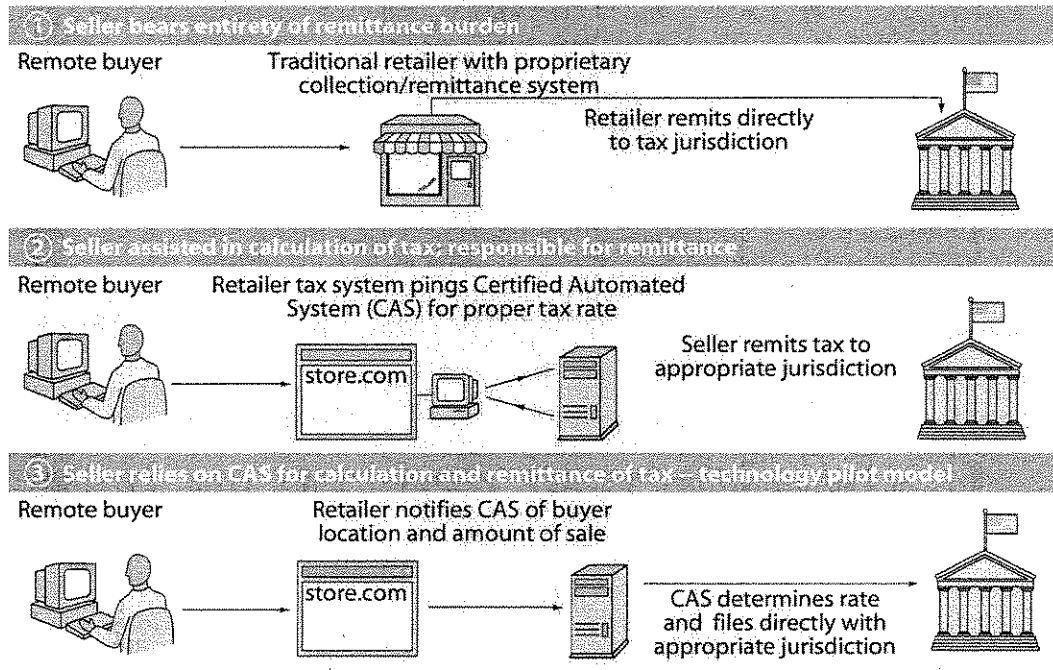 ① Seller bears entirety of remittance burden
Remote buyer
Traditional retailer with proprietary
collection/remittance system
Retailer remits directly
to tax jurisdiction
② Seller assisted in calculation of tax; responsible for remittance
Remote buyer
Retailer tax system pings Certified Automated
System (CAS) for proper tax rate
store.com
Seller remits tax to
appropriate jurisdiction
③ Seller relies on CAS for calculation and remittance of tax – technology pilot model
Remote buyer
Retailer notifies CAS of buyer
location and amount of sale
store.com
CAS determines rate
and files directly with
appropriate jurisdiction